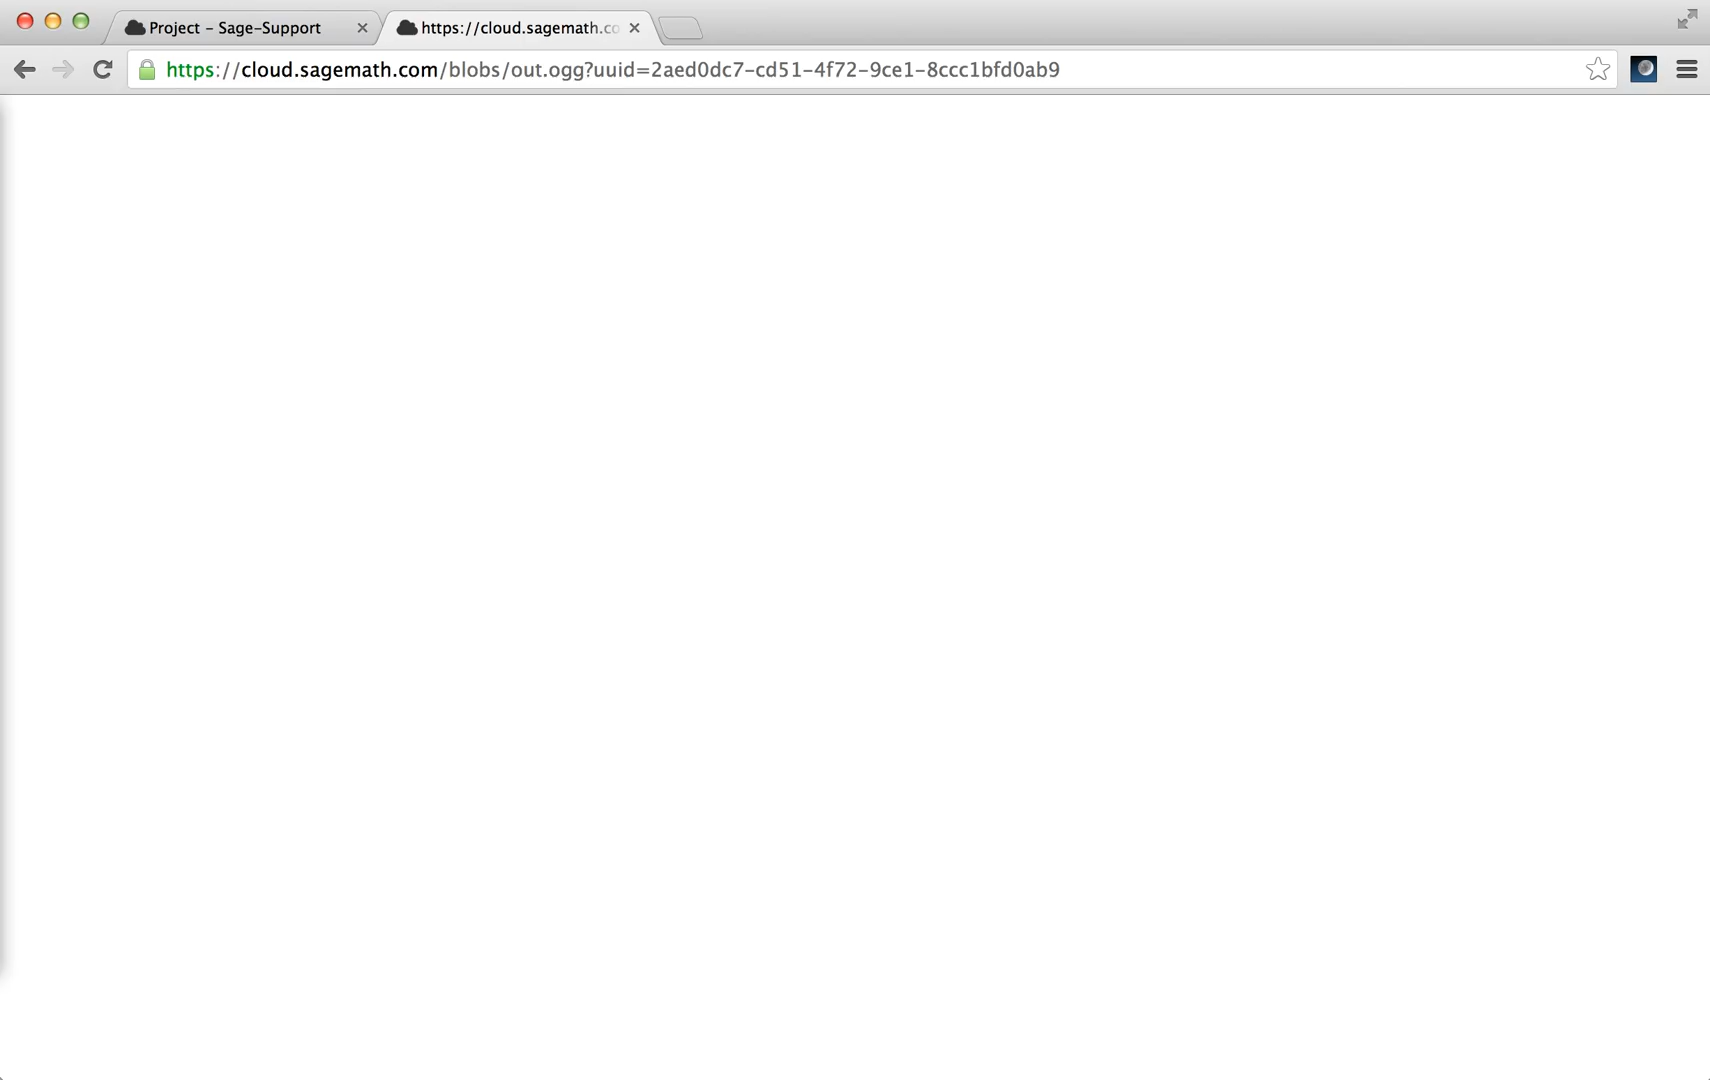 Project - Sage-Support
https://cloud.sagemath.co
https://cloud.sagemath.com/blobs/out.ogg?uuid=2aed0dc7-cd51-4f72-9ce1-8ccc1bfd0ab9